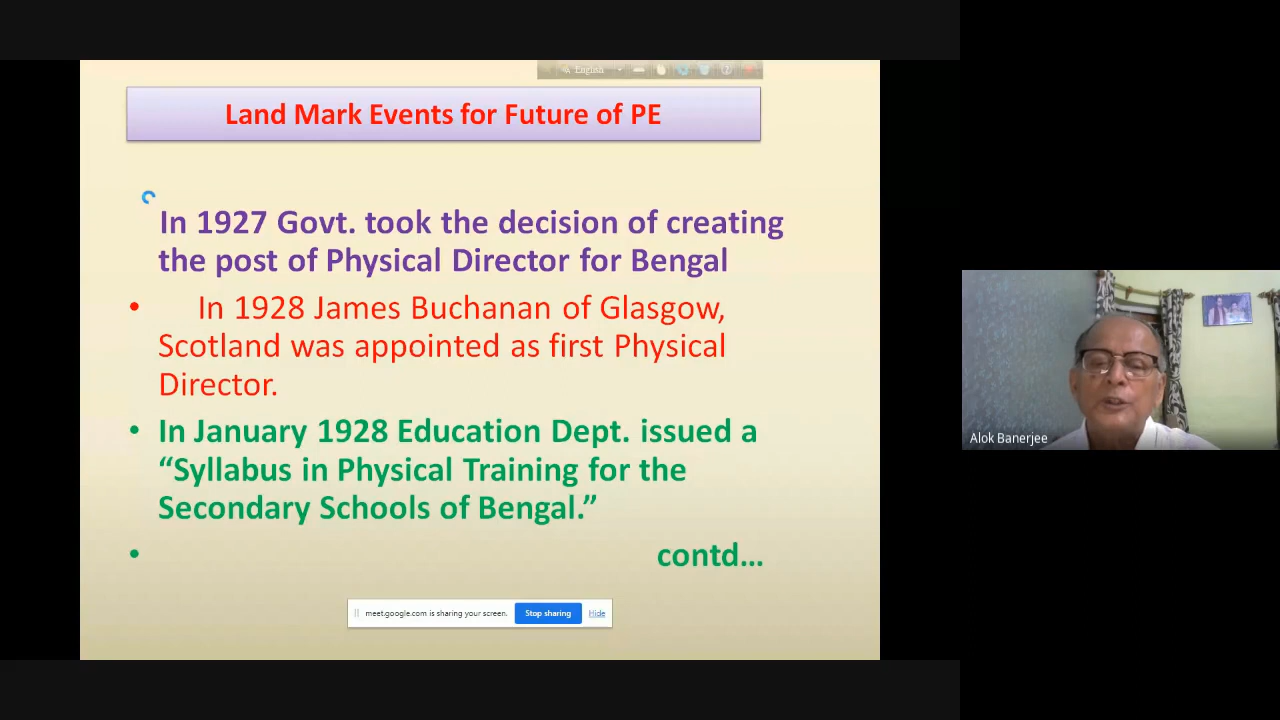 English
Land Mark Events for Future of PE
In 1927 Govt. took the decision of creating
the post of Physical Director for Bengal
• In 1928 James Buchanan of Glasgow,
Scotland was appointed as first Physical
Director.
• In January 1928 Education Dept. issued a
“Syllabus in Physical Training for the
Secondary Schools of Bengal.”
• contd...
meet.google.com is sharing your screen. Stop sharing Hide
Alok Banerjee